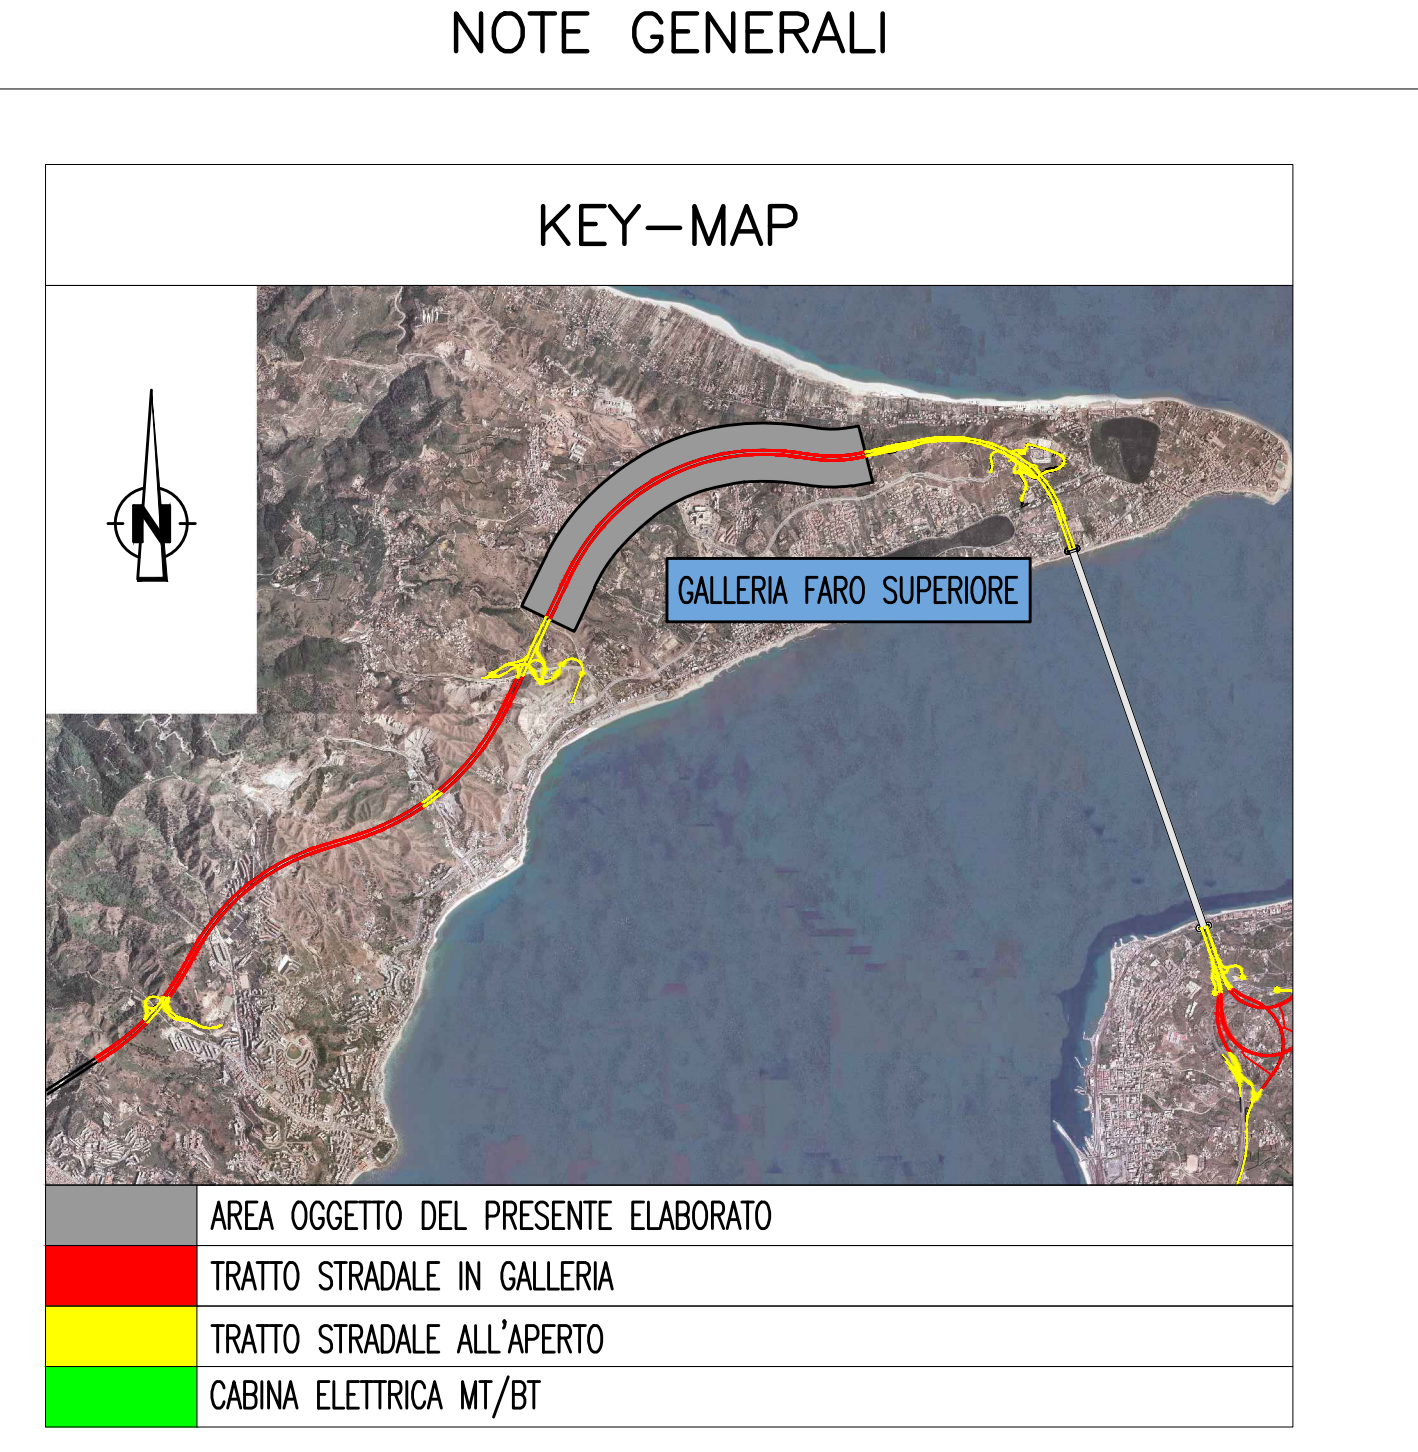 NOTE GENERALI
KEY-MAP
N
GALLERIA FARO SUPERIORE
AREA OGGETTO DEL PRESENTE ELABORATO
TRATTO STRADALE IN GALLERIA
TRATTO STRADALE ALL'APERTO
CABINA ELETTRICA MT/BT